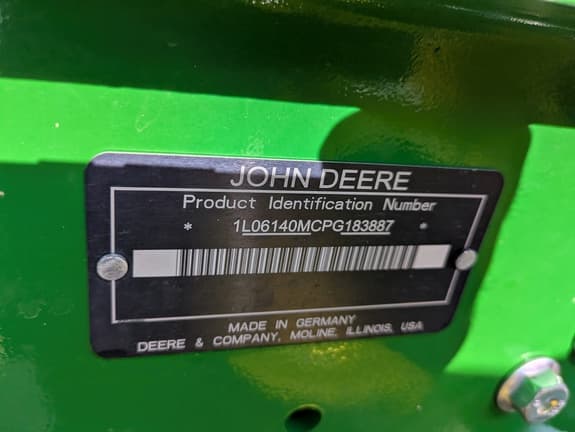 JOHN DEERE
Product Identification Number
* 1L06140MCPG183887 *
MADE IN GERMANY
DEERE & COMPANY, MOLINE, ILLINOIS, USA